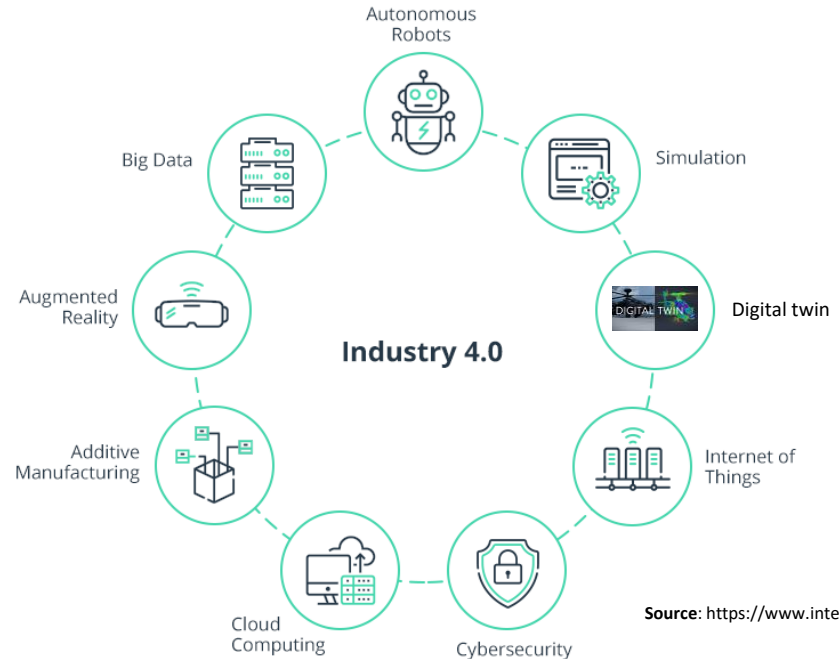 Autonomous
Robots
Big Data
Simulation
Augmented
Reality
DIGITAL TWIN
Digital twin
Industry 4.0
Additive
Manufacturing
Internet of
Things
Cloud
Computing
Cybersecurity
Source: https://www.inte